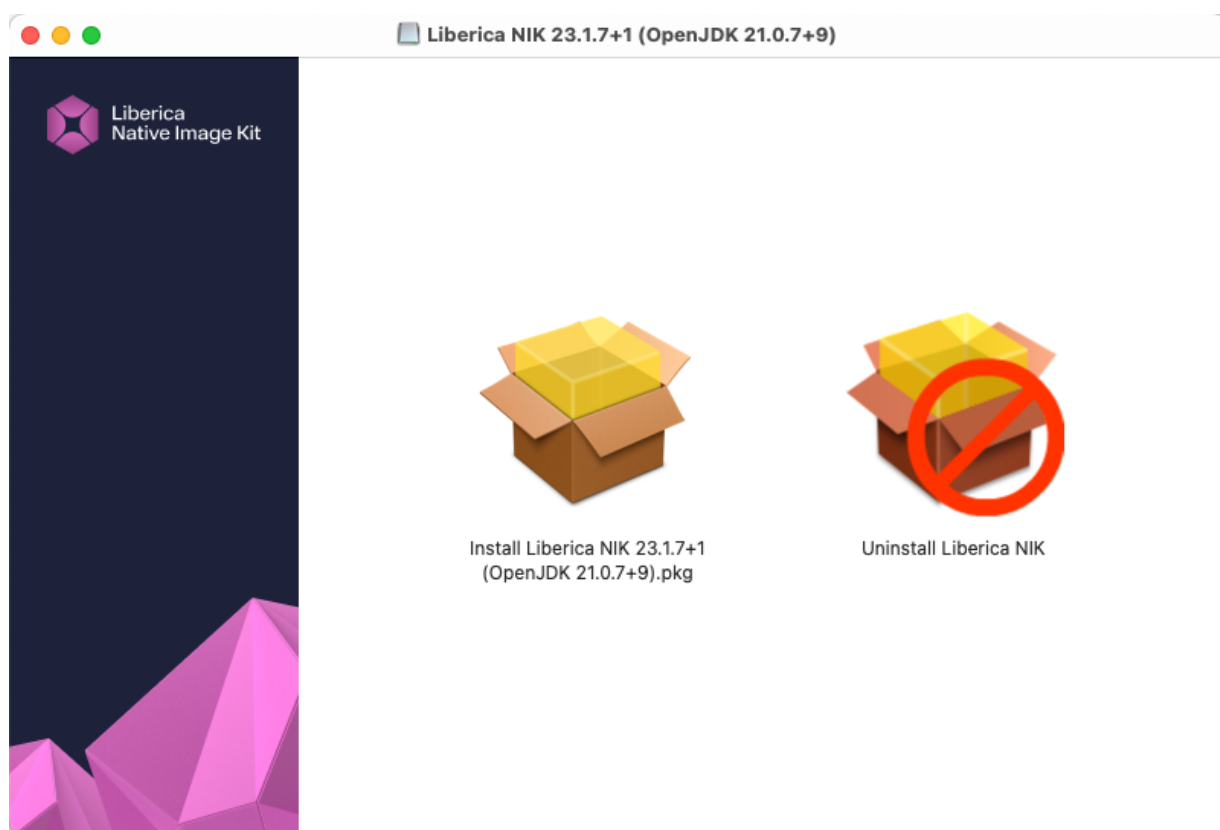 Liberica NIK 23.1.7+1 (OpenJDK 21.0.7+9)
Liberica
Native Image Kit
Install Liberica NIK 23.1.7+1
(OpenJDK 21.0.7+9).pkg
Uninstall Liberica NIK